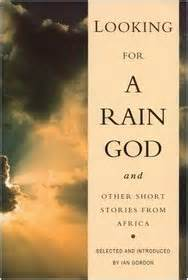 LOOKING
FOR
A
RAIN
GOD
and
OTHER SHORT
STORIES FROM
AFRICA
SELECTED AND INTRODUCED
BY IAN GORDON